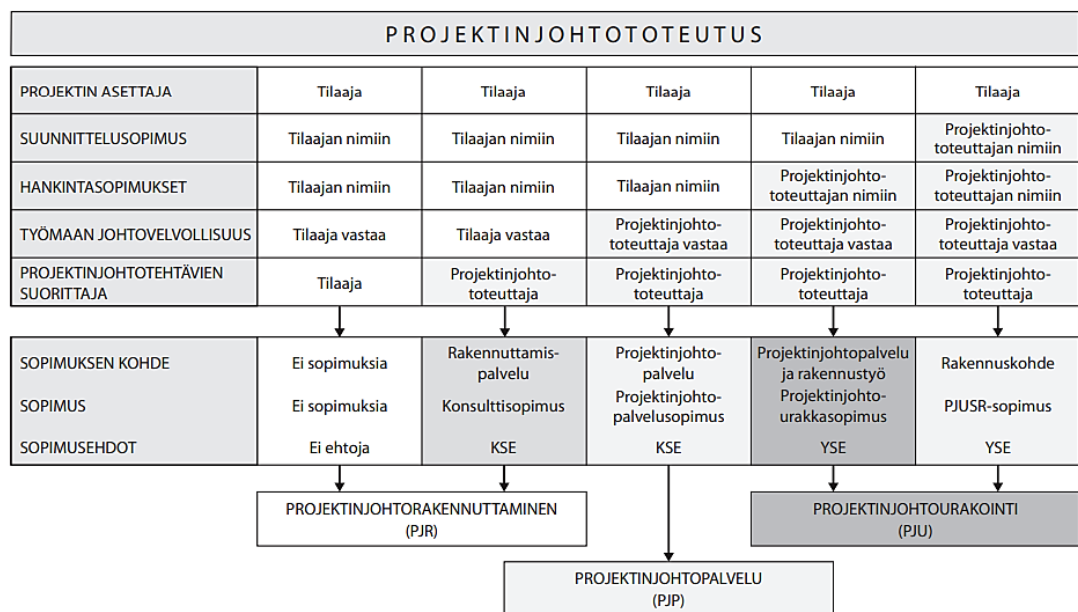 PROJEKTINJOHTOTOTEUTUS
PROJEKTIN ASETTAJA Tilaaja Tilaaja Tilaaja Tilaaja Tilaaja
SUUNNITTELUSOPIMUS Tilaajan nimiin Tilaajan nimiin Tilaajan nimiin Tilaajan nimiin Projektinjohto-
toteuttajan nimiin
HANKINTASOPIMUKSET Tilaajan nimiin Tilaajan nimiin Tilaajan nimiin Projektinjohto- Projektinjohto-
toteuttajan nimiin toteuttajan nimiin
TYÖMAAN JOHTOVELVOLLISUUS Tilaaja vastaa Tilaaja vastaa Projektinjohto- Projektinjohto- Projektinjohto-
toteuttaja vastaa toteuttaja vastaa toteuttaja vastaa
PROJEKTINJOHTOTEHTÄVIEN Tilaaja Projektinjohto- Projektinjohto- Projektinjohto- Projektinjohto-
SUORITTAJA toteuttaja toteuttaja toteuttaja toteuttaja
SOPIMUKSEN KOHDE Ei sopimuksia Rakennuttamis- Projektinjohto- Projektinjohtopalvelu Rakennuskohde
palvelu palvelu ja rakennustyö
SOPIMUS Ei sopimuksia Konsulttisopimus Projektinjohto- Projektinjohto- PJUSR-sopimus
palvelusopimus urakkasopimus
SOPIMUSEHDOT Ei ehtoja KSE KSE YSE YSE
PROJEKTINJOHTORAKENNUTTAMINEN
(PJR)
PROJEKTINJOHTOURAKOINTI
(PJU)
PROJEKTINJOHTOPALVELU
(PJP)